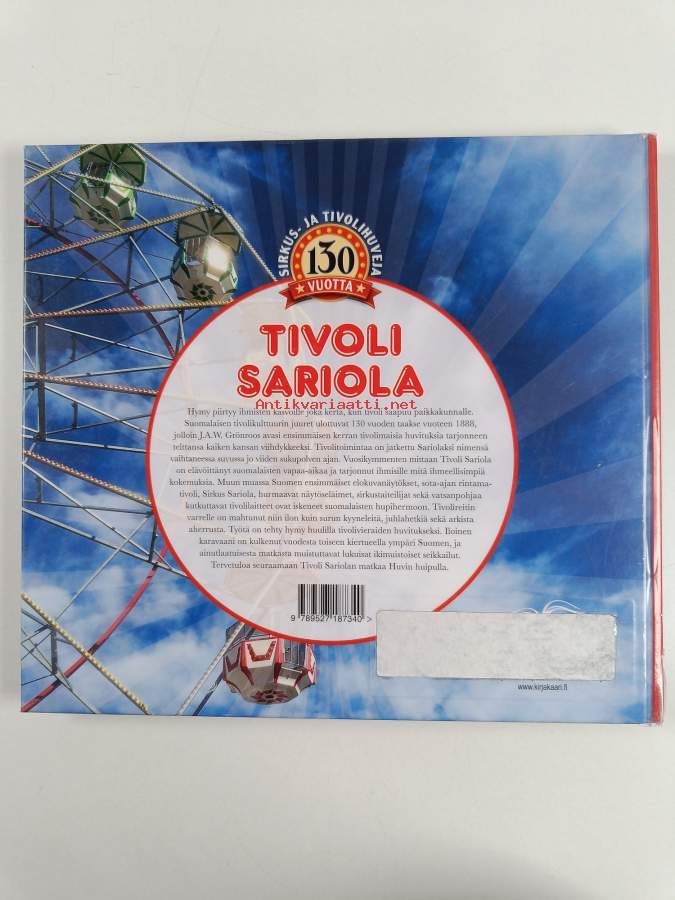 SIRKUS- JA TIVOLIHUVEJA
130
VUOTTA
TIVOLI
SARIOLA
Antikvariaatti.net
Hymy piirtyy ihmisten kasvoille joka kerta, kun tivoli saapuu paikkakunnalle.
Suomalaisen tivolikulttuurin juuret ulottuvat 130 vuoden taakse vuoteen 1888,
jolloin J.A.W. Grönroos avasi ensimmäisen kerran tivolimaisia huvituksia tarjonneen
telttansa kaiken kansan viihdykkeeksi. Tivolitoimintaa on jatkettu Sariolaksi nimensä
vaihtaneessa suvussa jo viiden sukupolven ajan. Vuosikymmenten mittaan Tivoli Sariola
on elävöittänyt suomalaisten vapaa-aikaa ja tarjonnut ihmisille mitä ihmeellisimpiä
kokemuksia. Muun muassa Suomen ensimmäiset elokuvanäytökset, sota-ajan rintama-
tivoli, Sirkus Sariola, hurmaavat näytöseläimet, sirkustaiteilijat sekä vatsanpohjaa
kutkuttavat tivolilaitteet ovat iskeneet suomalaisten hupihermoon. Tivolireitin
varrelle on mahtunut niin ilon kuin surun kyyneleitä, juhlahetkiä sekä arkista
aherrusta. Työtä on tehty hymy huulilla tivolivieraiden huvitukseksi. Iloinen
karavaani on kulkenut vuodesta toiseen kiertueella ympäri Suomen, ja
ainutlaatuisesta matkasta muistuttavat lukuisat ikimuistoiset seikkailut.
Tervetuloa seuraamaan Tivoli Sariolan matkaa Huvin huipulla.
9 789527 187340 >
www.kirjakaari.fi